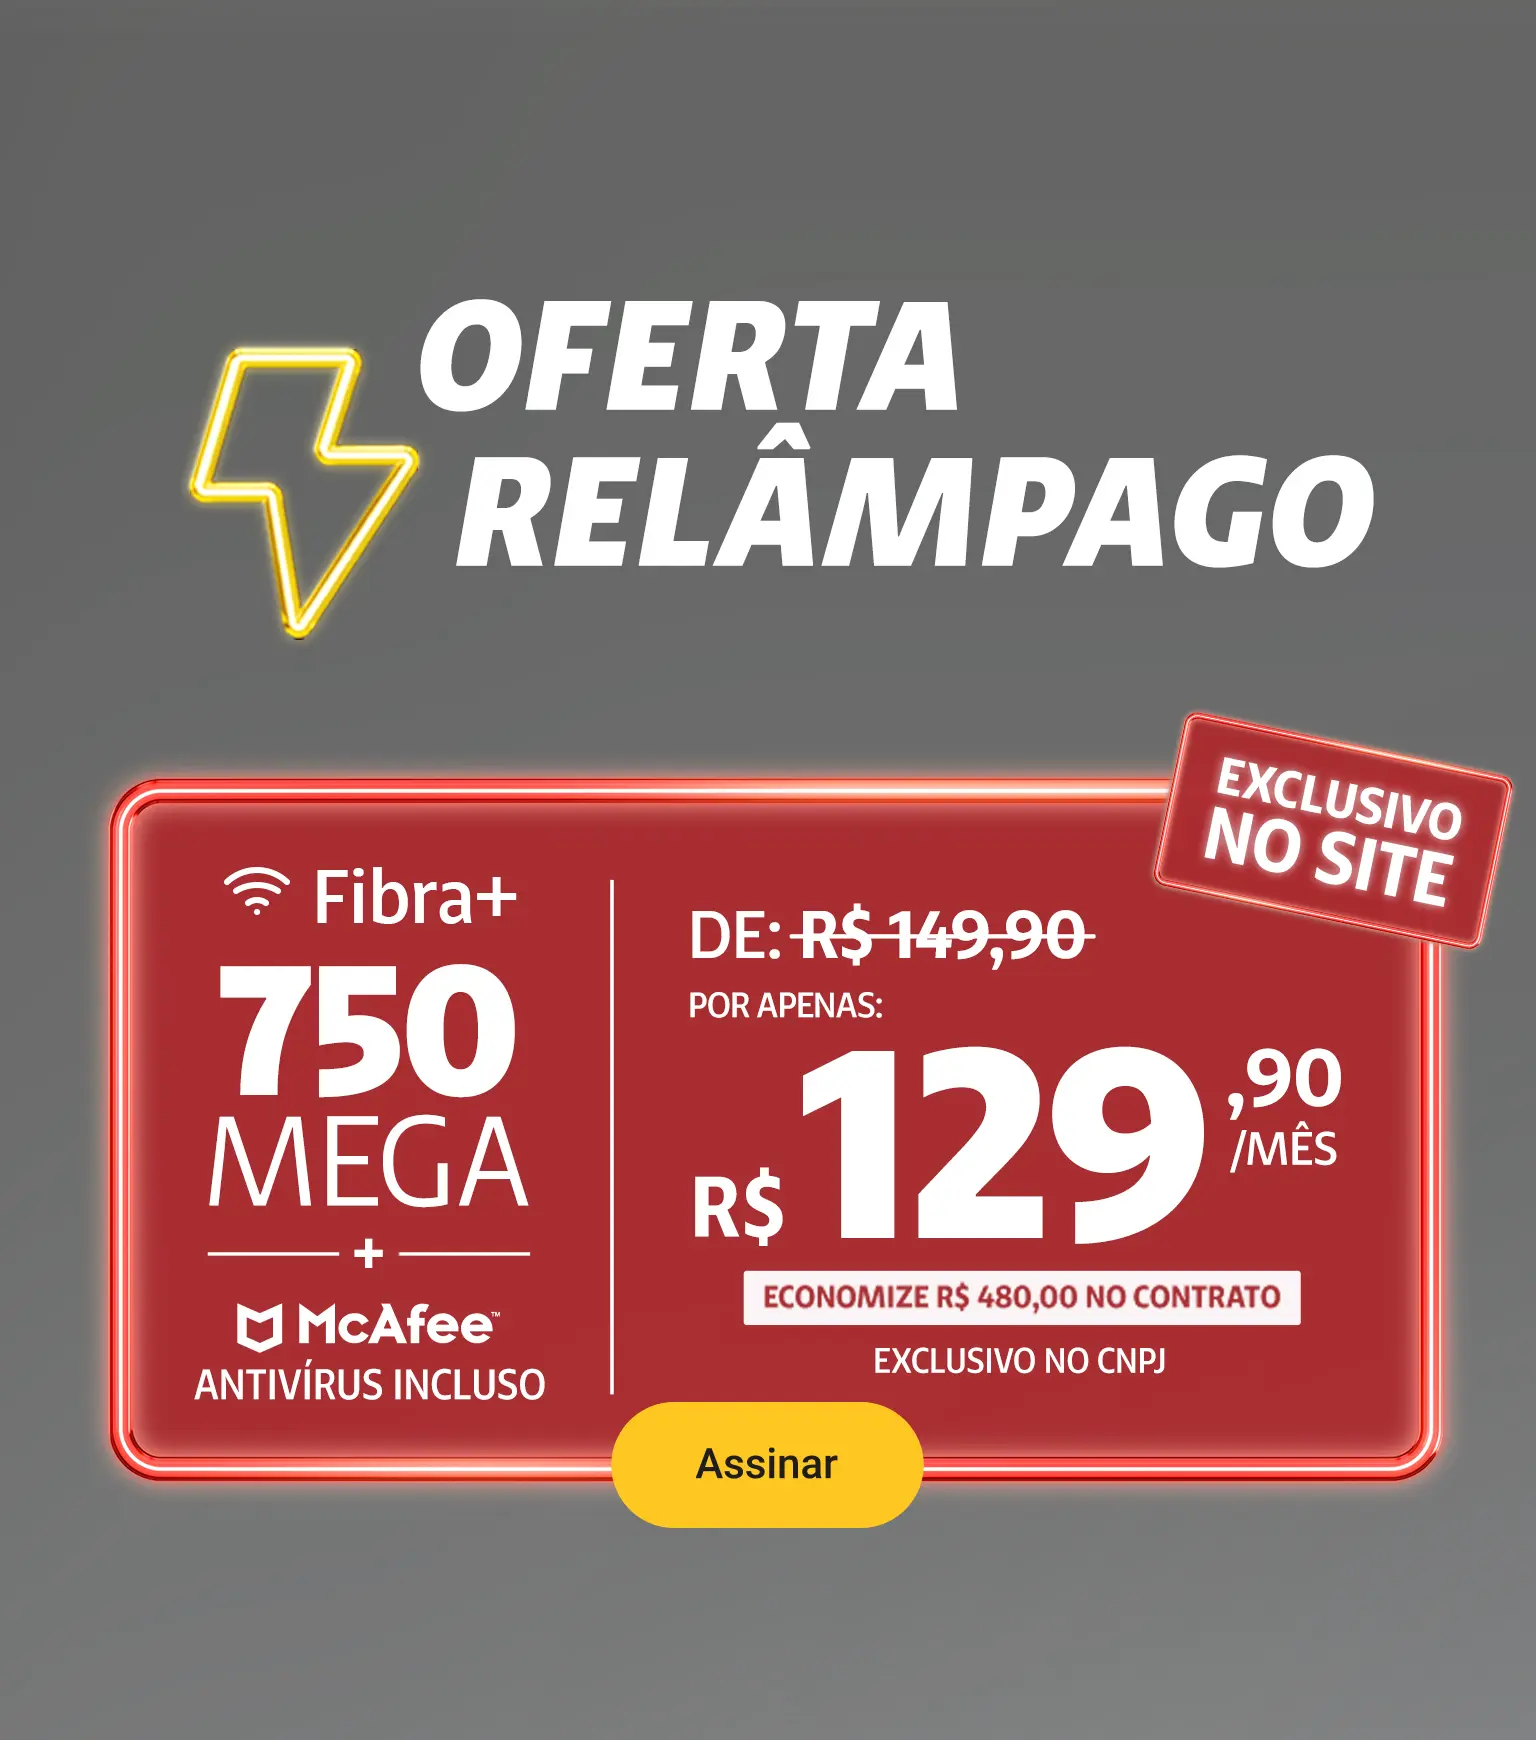 OFERTA
RELÂMPAGO
EXCLUSIVO
NO SITE
Fibra+
750
MEGA
+
McAfee™
ANTIVÍRUS INCLUSO
DE: R$ 149,90
POR APENAS:
R$ 129,90
/MÊS
ECONOMIZE R$ 480,00 NO CONTRATO
EXCLUSIVO NO CNPJ
Assinar